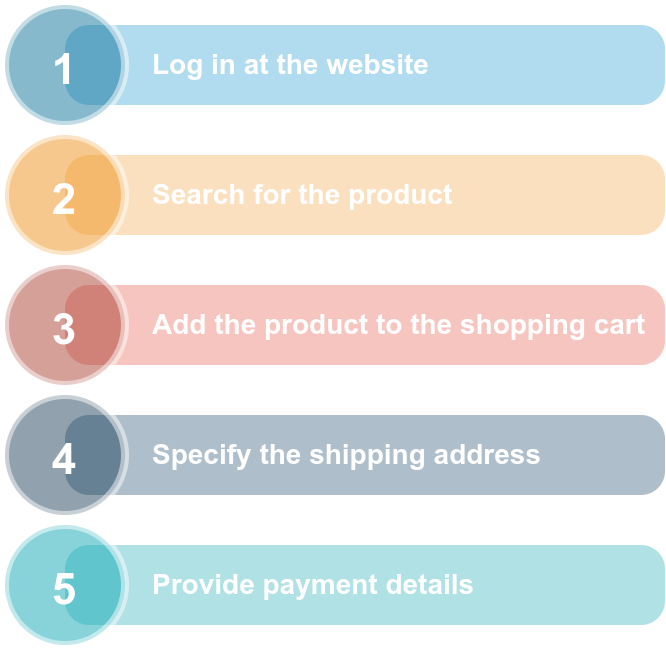 1
Log in at the website
2
Search for the product
3
Add the product to the shopping cart
4
Specify the shipping address
5
Provide payment details